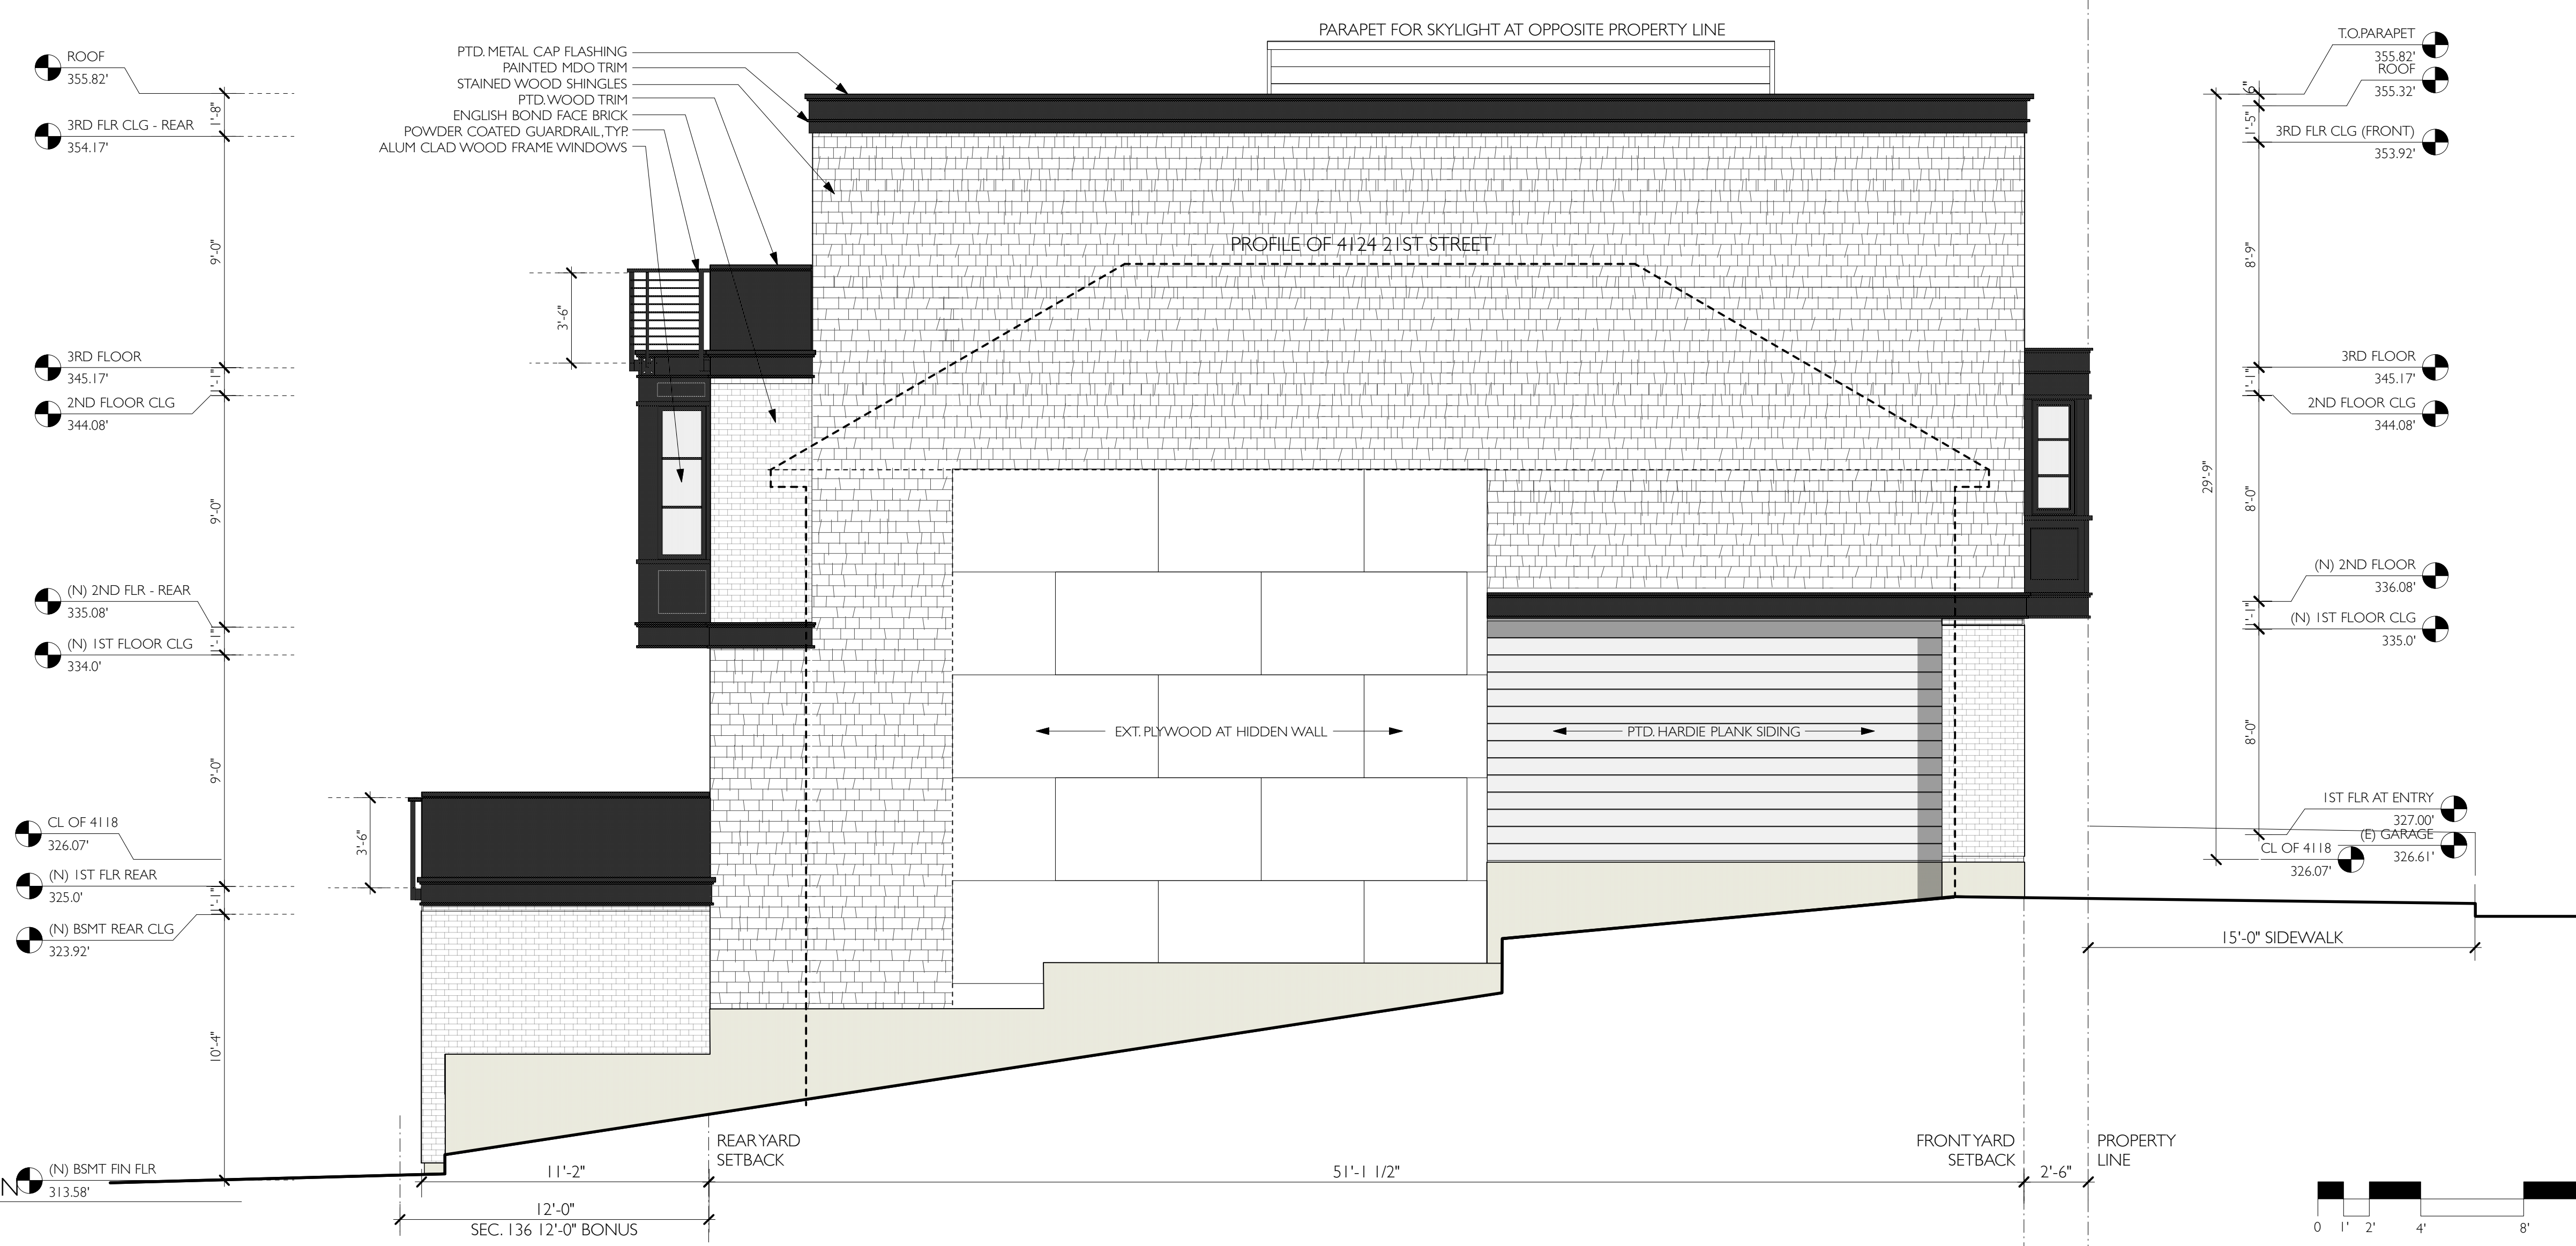 PARAPET FOR SKYLIGHT AT OPPOSITE PROPERTY LINE
PTD. METAL CAP FLASHING
PAINTED MDO TRIM
STAINED WOOD SHINGLES
PTD. WOOD TRIM
ENGLISH BOND FACE BRICK
POWDER COATED GUARDRAIL, TYP.
ALUM CLAD WOOD FRAME WINDOWS
ROOF
355.82'
1'-8"
3RD FLR CLG - REAR
354.17'
9'-0"
3RD FLOOR
345.17'
1'-1"
2ND FLOOR CLG
344.08'
9'-0"
(N) 2ND FLR - REAR
335.08'
1'-1"
(N) 1ST FLOOR CLG
334.0'
9'-0"
CL OF 4118
326.07'
(N) 1ST FLR REAR
325.0'
1'-1"
(N) BSMT REAR CLG
323.92'
10'-4"
(N) BSMT FIN FLR
313.58'
N
3'-6"
3'-6"
PROFILE OF 4124 21ST STREET
EXT. PLYWOOD AT HIDDEN WALL
PTD. HARDIE PLANK SIDING
T.O.PARAPET
355.82'
6"
ROOF
355.32'
1'-5"
3RD FLR CLG (FRONT)
353.92'
8'-9"
3RD FLOOR
345.17'
1'-1"
2ND FLOOR CLG
344.08'
29'-9"
8'-0"
(N) 2ND FLOOR
336.08'
1'-1"
(N) 1ST FLOOR CLG
335.0'
8'-0"
1ST FLR AT ENTRY
327.00'
(E) GARAGE
326.61'
CL OF 4118
326.07'
15'-0" SIDEWALK
REAR YARD
SETBACK
FRONT YARD
SETBACK
PROPERTY
LINE
11'-2"
51'-1 1/2"
2'-6"
12'-0"
SEC. 136 12'-0" BONUS
0 1' 2' 4' 8'